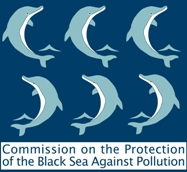 Commission on the Protection
of the Black Sea Against Pollution